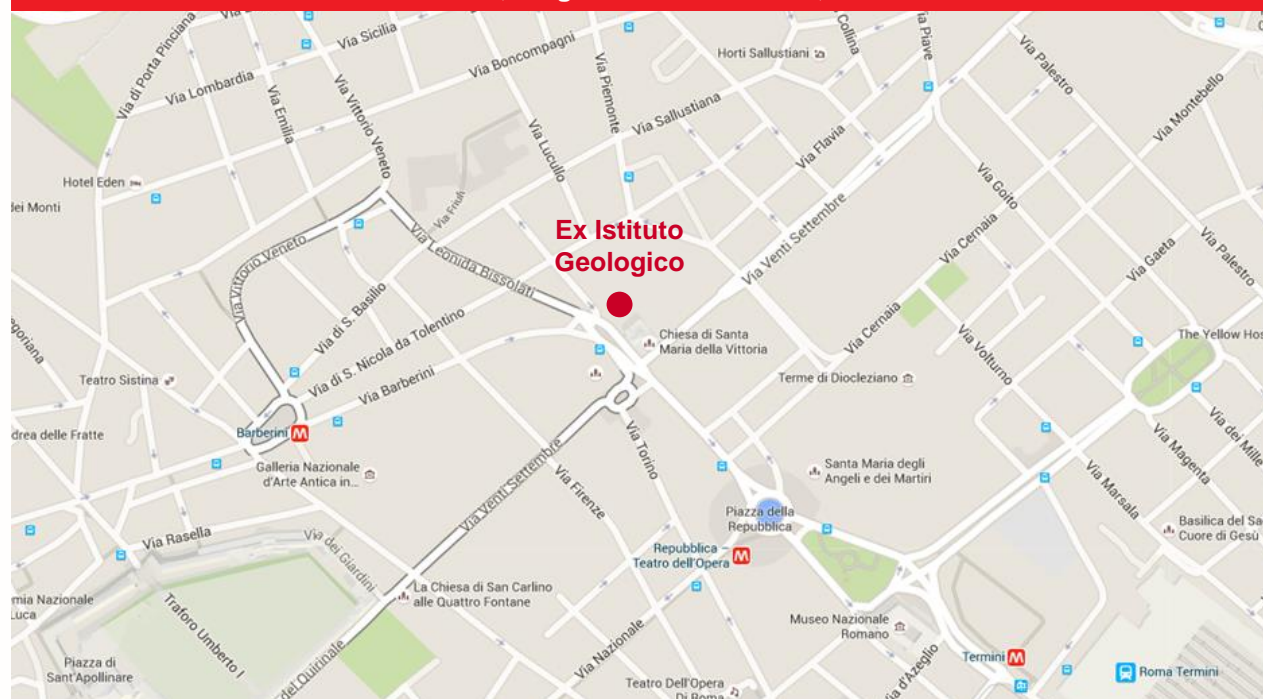 Via Sicilia
Via Boncompagni
Via Lombardia
Via di Porta Pinciana
Via Emilia
Via Vittorio Veneto
Via Piemonte
Via Lucullo
Via Sallustiana
Horti Sallustiani
Collina
Via Piave
Via Palestro
Via Montebello
Via Flavia
Via Goito
Hotel Eden
dei Monti
Via Friuli
Via Leonida Bissolati
Ex Istituto
Geologico
Via Venti Settembre
Via Cernaia
Via Gaeta
Via Palestro
Via Vittorio Veneto
Via di S. Basilio
Via di S. Nicola da Tolentino
Via Barberini
Chiesa di Santa
Maria della Vittoria
Via Cernaia
Via Volturno
The Yellow Hos
goriana
Teatro Sistina
Terme di Diocleziano
drea delle Fratte
Barberini
M
Galleria Nazionale
d'Arte Antica in...
Via Venti Settembre
Via Firenze
Via Torino
Santa Maria degli
Angeli e dei Martiri
Via Marsala
Via Magenta
Via dei Mille
Piazza della
Repubblica
Basilica del Sa
Cuore di Gesù
Via Rasella
Via dei Giardini
Repubblica –
Teatro dell'Opera
M
La Chiesa di San Carlino
alle Quattro Fontane
mia Nazionale
Luca
Traforo Umberto I
Museo Nazionale
Romano
Piazza di
Sant'Apollinare
del Quirinale
Via Nazionale
Via d'Azeglio
Termini
M
Roma Termini
Teatro Dell'Opera
Di Roma